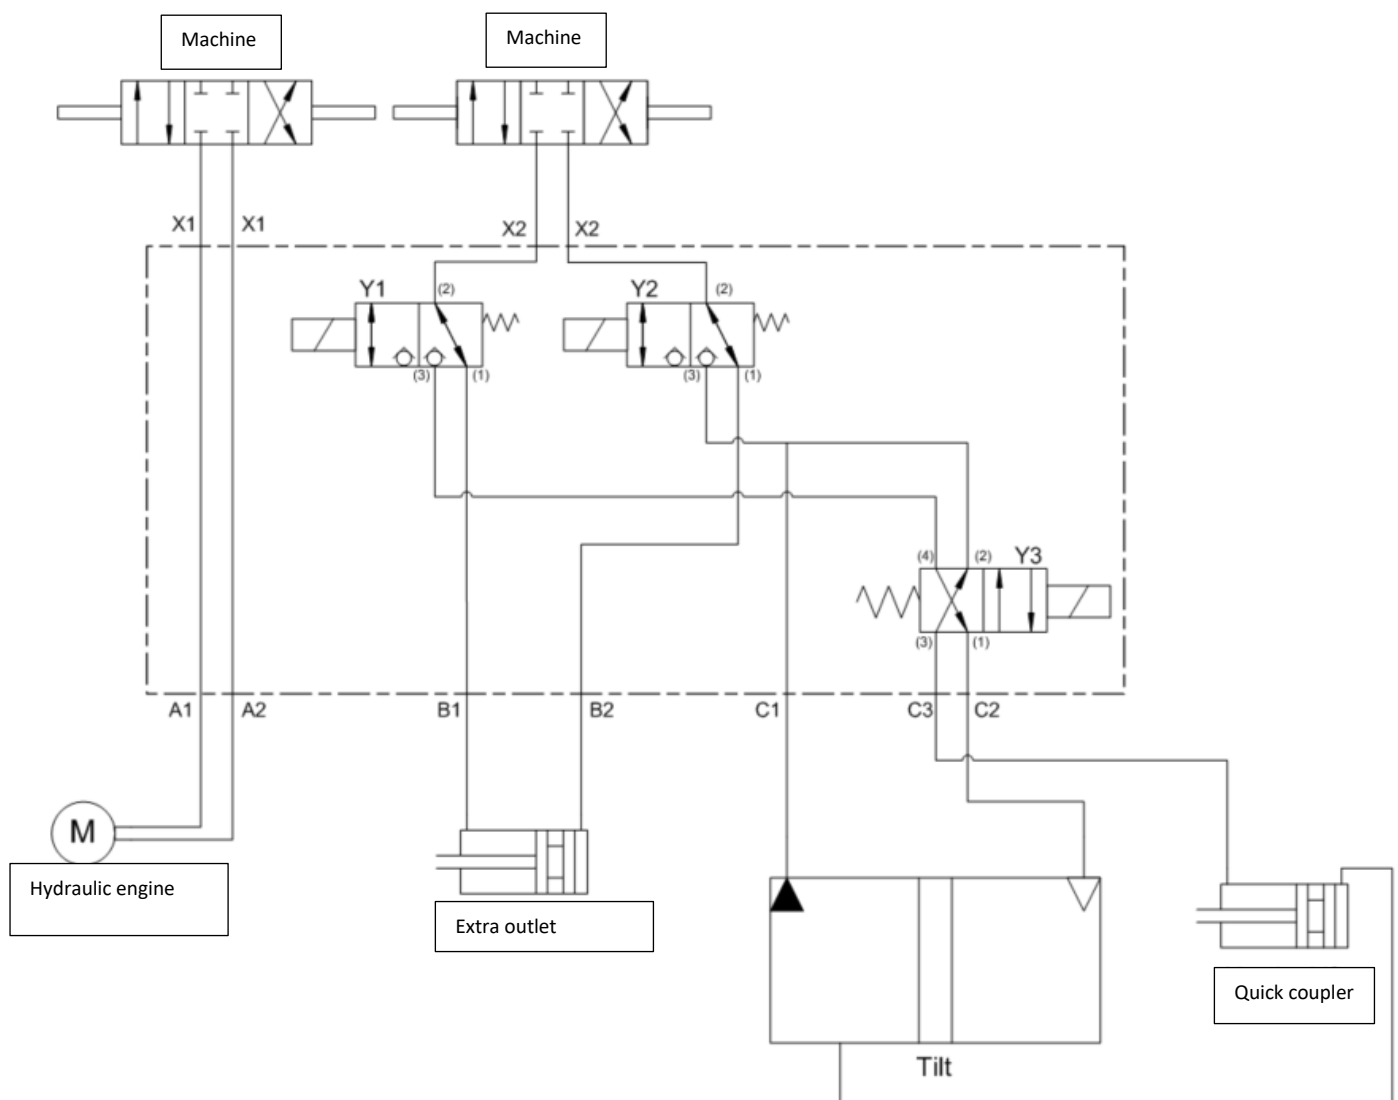 Machine
Machine
X1 X1
X2 X2
Y1 (2)
Y2 (2)
(3) (1)
(3) (1)
(4) (2) Y3
(3) (1)
A1 A2 B1 B2 C1 C3 C2
M
Hydraulic engine
Extra outlet
Quick coupler
Tilt